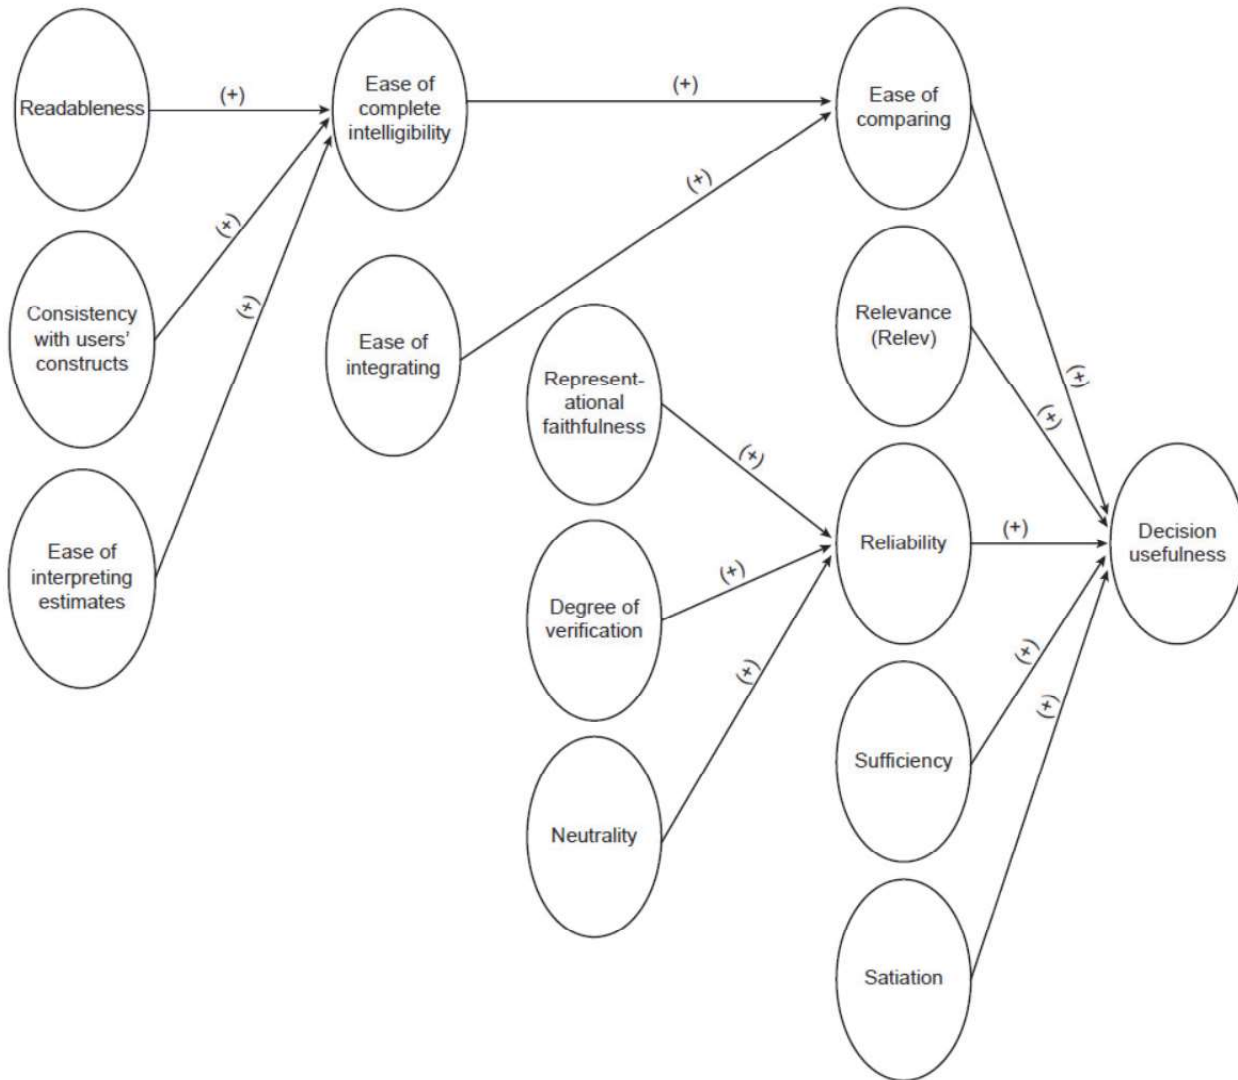 Readableness
(+)
Ease of
complete
intelligibility
(+)
Ease of
comparing
(+)
Consistency
with users’
constructs
(+)
(+)
Ease of
integrating
Relevance
(Relev)
Represent-
ational
faithfulness
(+)
(+)
(+)
Ease of
interpreting
estimates
Degree of
verification
(+)
Reliability
(+)
Decision
usefulness
(+)
(+)
(+)
Neutrality
Sufficiency
Satiation